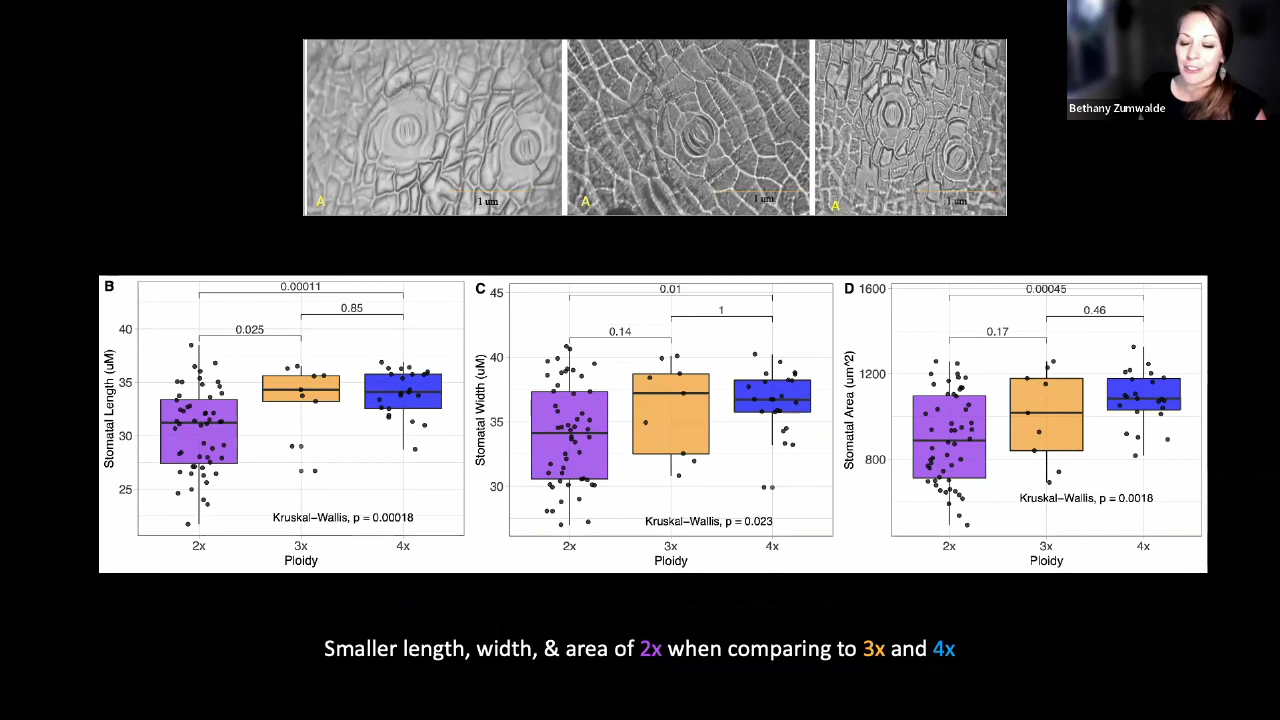 Bethany Zumwalde
A
1 um
A
1 um
A
1 um
B
0.00011
0.85
0.025
40
35
30
25
Stomatal Length (uM)
Kruskal–Wallis, p = 0.00018
2x
3x
4x
Ploidy
C
0.01
1
0.14
45
40
35
30
Stomatal Width (uM)
Kruskal–Wallis, p = 0.023
2x
3x
4x
Ploidy
D
0.00045
0.46
0.17
1600
1200
800
Stomatal Area (um^2)
Kruskal–Wallis, p = 0.0018
2x
3x
4x
Ploidy
Smaller length, width, & area of 2x when comparing to 3x and 4x